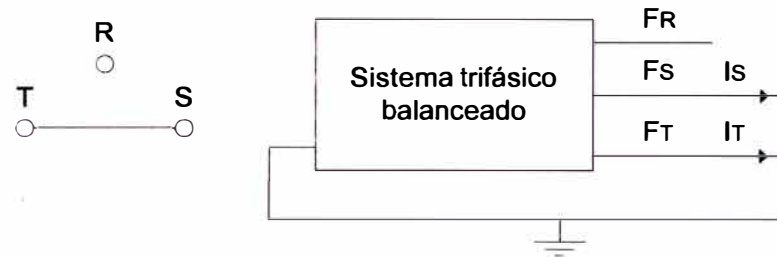 R
T S
Sistema trifásico
balanceado
FR
FS IS
FT IT